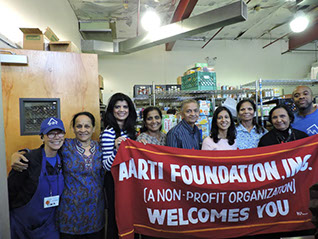 AARTI FOUNDATION, INC.
(A NON-PROFIT ORGANIZATION)
WELCOMES YOU